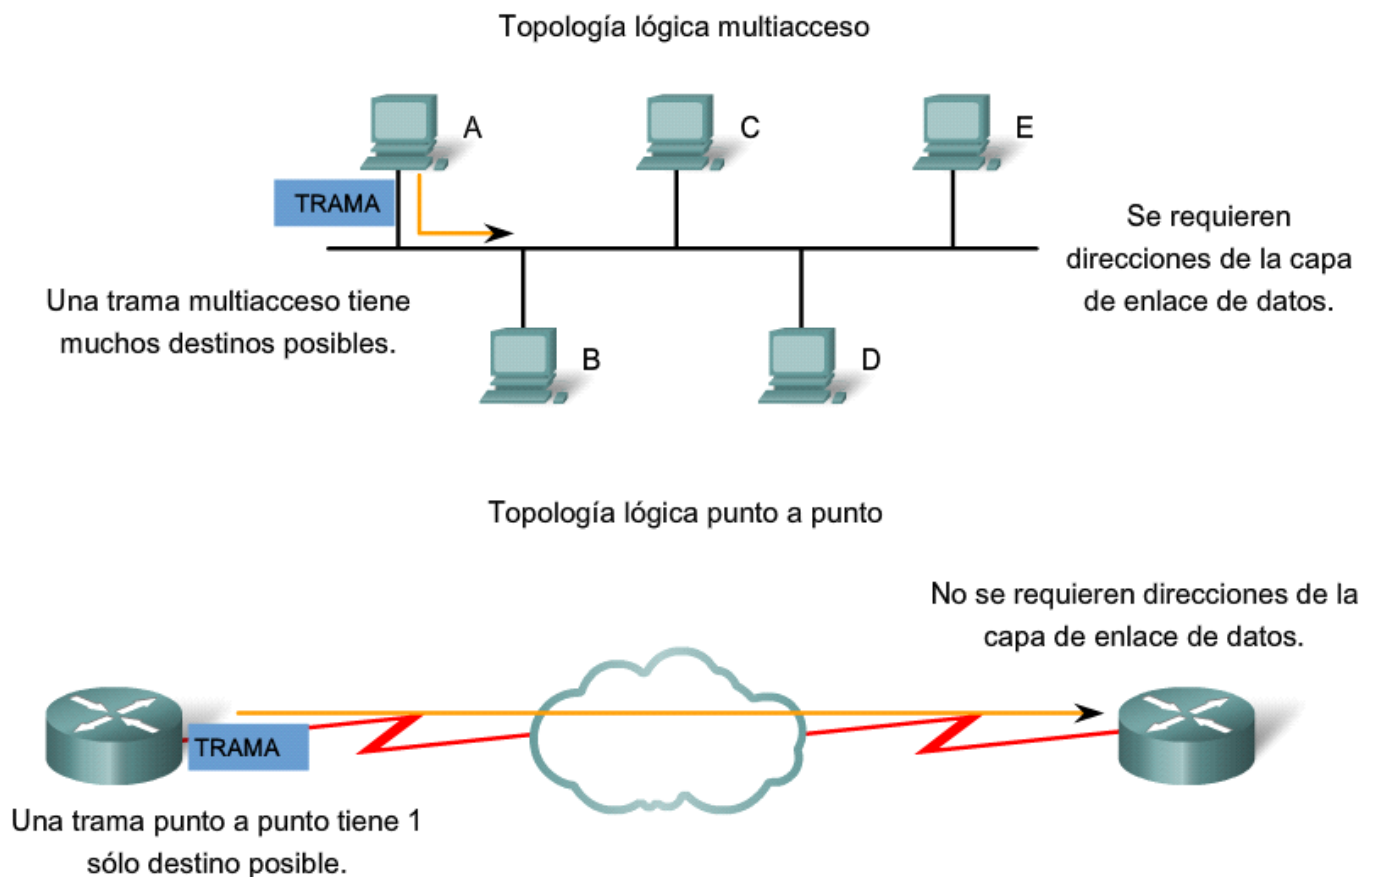 Topología lógica multiacceso
A
C
E
TRAMA
Se requieren
direcciones de la capa
de enlace de datos.
Una trama multiacceso tiene
muchos destinos posibles.
B
D
Topología lógica punto a punto
No se requieren direcciones de la
capa de enlace de datos.
TRAMA
Una trama punto a punto tiene 1
sólo destino posible.